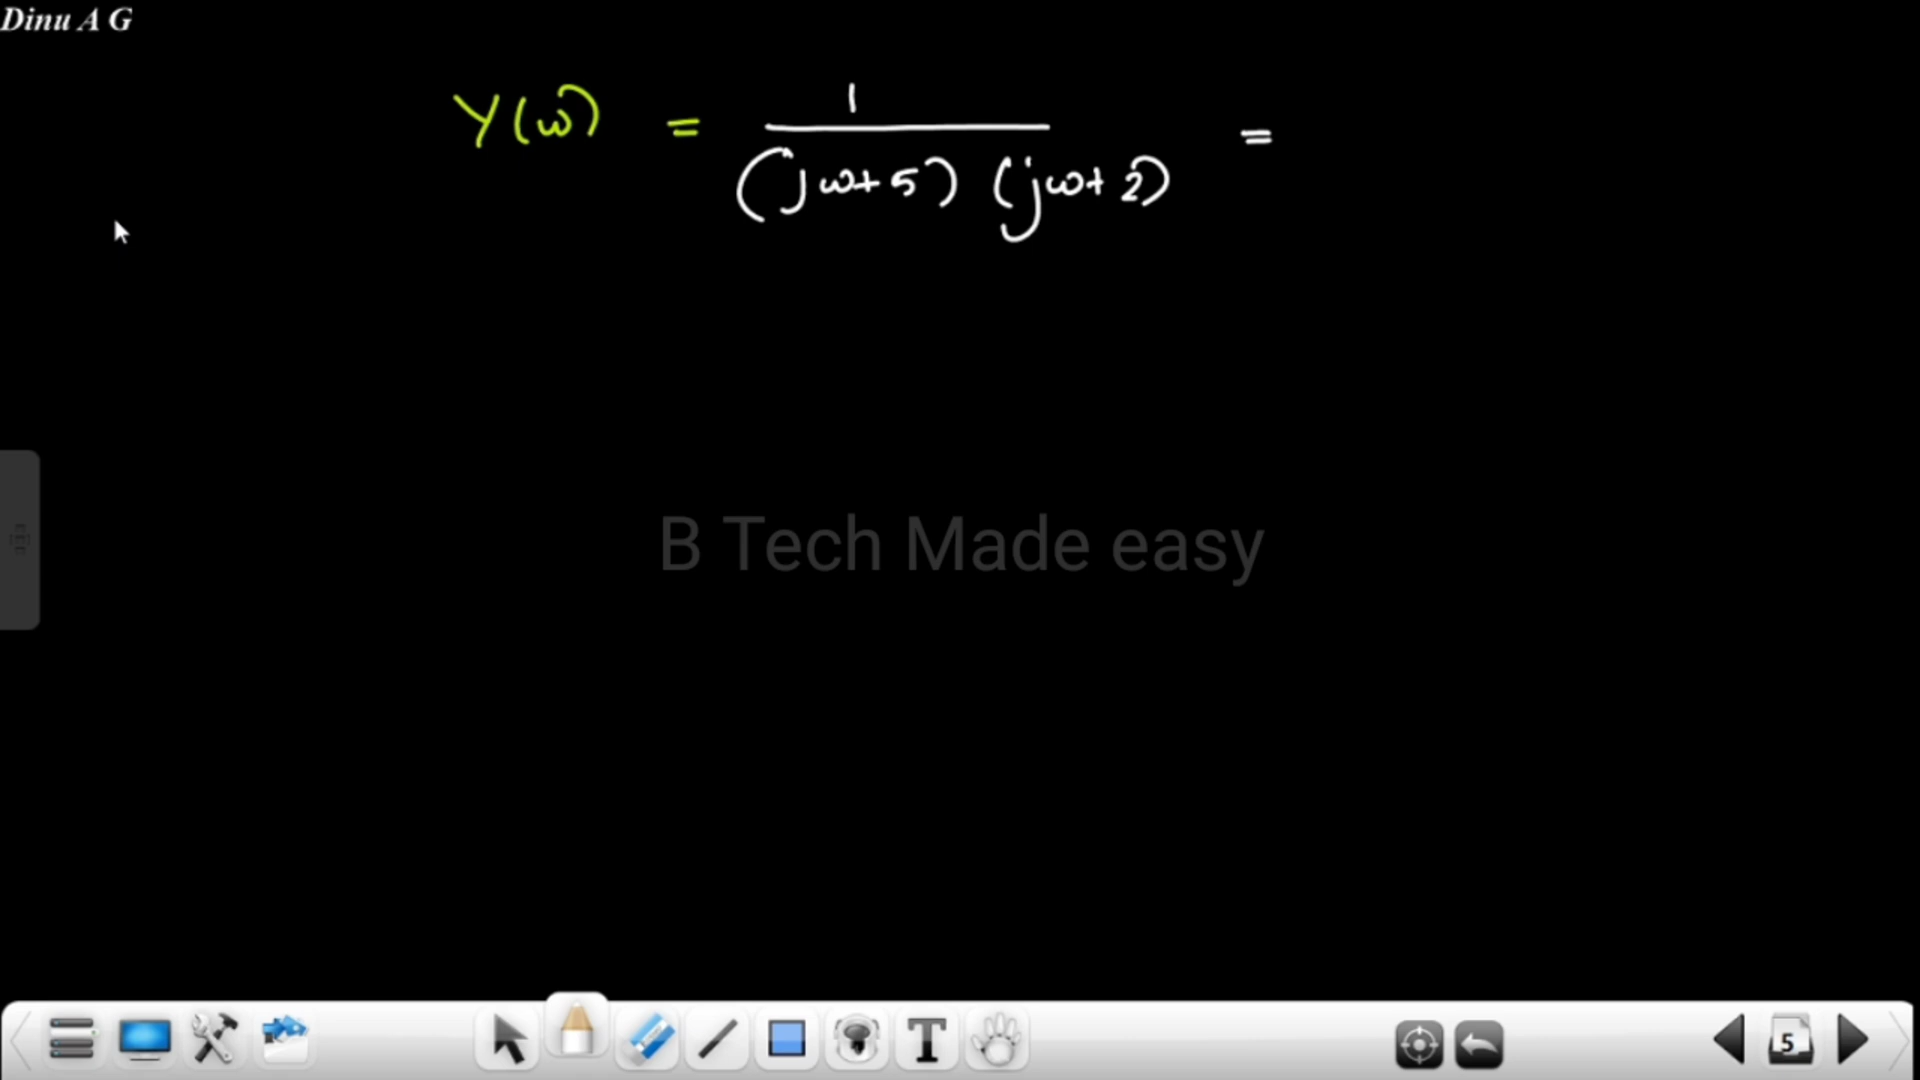 Dinu A G
Y(ω) = 1 / (jω+5) (jω+2) =
B Tech Made easy
T
5